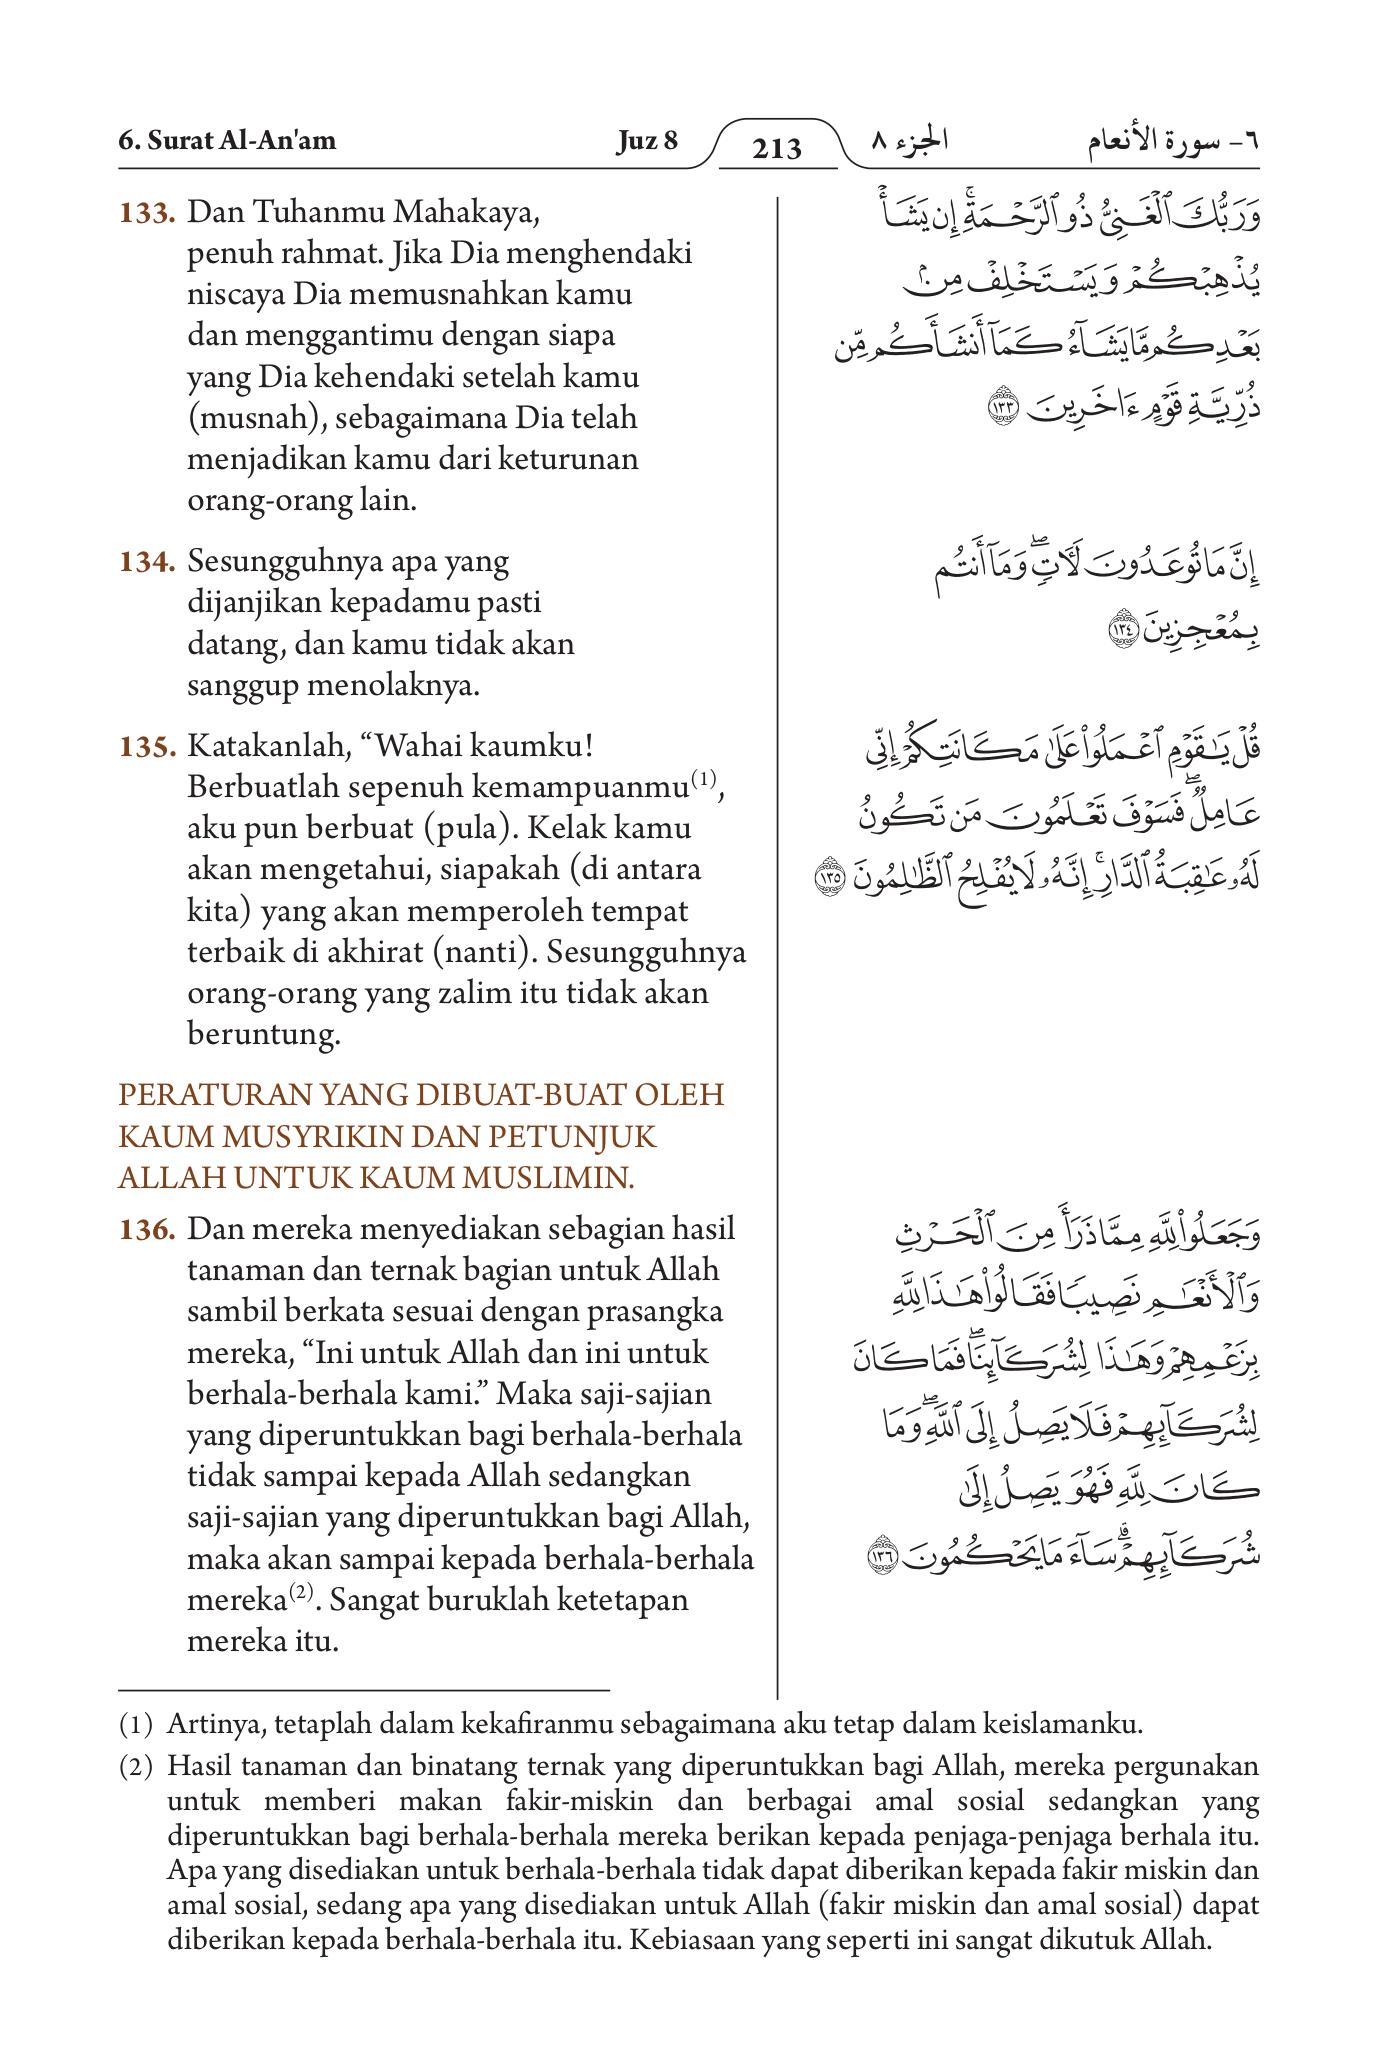 6. Surat Al-An'am Juz 8 213 الجزء ٨ ٦- سورة الأنعام
133. Dan Tuhanmu Mahakaya,
penuh rahmat. Jika Dia menghendaki
niscaya Dia memusnahkan kamu
dan menggantimu dengan siapa
yang Dia kehendaki setelah kamu
(musnah), sebagaimana Dia telah
menjadikan kamu dari keturunan
orang-orang lain.
وَرَبُّكَ ٱلْغَنِىُّ ذُو ٱلرَّحْمَةِۚ إِن يَشَأْ
يُذْهِبْكُمْ وَيَسْتَخْلِفْ مِنۢ
بَعْدِكُم مَّا يَشَآءُ كَمَآ أَنشَأَكُم مِّن
ذُرِّيَّةِ قَوْمٍ ءَاخَرِينَ ١٣٣
134. Sesungguhnya apa yang
dijanjikan kepadamu pasti
datang, dan kamu tidak akan
sanggup menolaknya.
إِنَّ مَا تُوعَدُونَ لَـَٔاتٍۖ وَمَآ أَنتُم
بِمُعْجِزِينَ ١٣٤
135. Katakanlah, “Wahai kaumku!
Berbuatlah sepenuh kemampuanmu(1),
aku pun berbuat (pula). Kelak kamu
akan mengetahui, siapakah (di antara
kita) yang akan memperoleh tempat
terbaik di akhirat (nanti). Sesungguhnya
orang-orang yang zalim itu tidak akan
beruntung.
قُلْ يَـٰقَوْمِ ٱعْمَلُوا۟ عَلَىٰ مَكَانَتِكُمْ إِنِّى
عَامِلٌۖ فَسَوْفَ تَعْلَمُونَ مَن تَكُونُ
لَهُۥ عَـٰقِبَةُ ٱلدَّارِۚ إِنَّهُۥ لَا يُفْلِحُ ٱلظَّـٰلِمُونَ ١٣٥
PERATURAN YANG DIBUAT-BUAT OLEH
KAUM MUSYRIKIN DAN PETUNJUK
ALLAH UNTUK KAUM MUSLIMIN.
136. Dan mereka menyediakan sebagian hasil
tanaman dan ternak bagian untuk Allah
sambil berkata sesuai dengan prasangka
mereka, “Ini untuk Allah dan ini untuk
berhala-berhala kami.” Maka saji-sajian
yang diperuntukkan bagi berhala-berhala
tidak sampai kepada Allah sedangkan
saji-sajian yang diperuntukkan bagi Allah,
maka akan sampai kepada berhala-berhala
mereka(2). Sangat buruklah ketetapan
mereka itu.
وَجَعَلُوا۟ لِلَّهِ مِمَّا ذَرَأَ مِنَ ٱلْحَرْثِ
وَٱلْأَنْعَـٰمِ نَصِيبًا فَقَالُوا۟ هَـٰذَا لِلَّهِ
بِزَعْمِهِمْ وَهَـٰذَا لِشُرَكَآئِنَاۖ فَمَا كَانَ
لِشُرَكَآئِهِمْ فَلَا يَصِلُ إِلَى ٱللَّهِۖ وَمَا
كَانَ لِلَّهِ فَهُوَ يَصِلُ إِلَىٰ
شُرَكَآئِهِمْۗ سَآءَ مَا يَحْكُمُونَ ١٣٦
(1) Artinya, tetaplah dalam kekafiranmu sebagaimana aku tetap dalam keislamanku.
(2) Hasil tanaman dan binatang ternak yang diperuntukkan bagi Allah, mereka pergunakan
untuk memberi makan fakir-miskin dan berbagai amal sosial sedangkan yang
diperuntukkan bagi berhala-berhala mereka berikan kepada penjaga-penjaga berhala itu.
Apa yang disediakan untuk berhala-berhala tidak dapat diberikan kepada fakir miskin dan
amal sosial, sedang apa yang disediakan untuk Allah (fakir miskin dan amal sosial) dapat
diberikan kepada berhala-berhala itu. Kebiasaan yang seperti ini sangat dikutuk Allah.